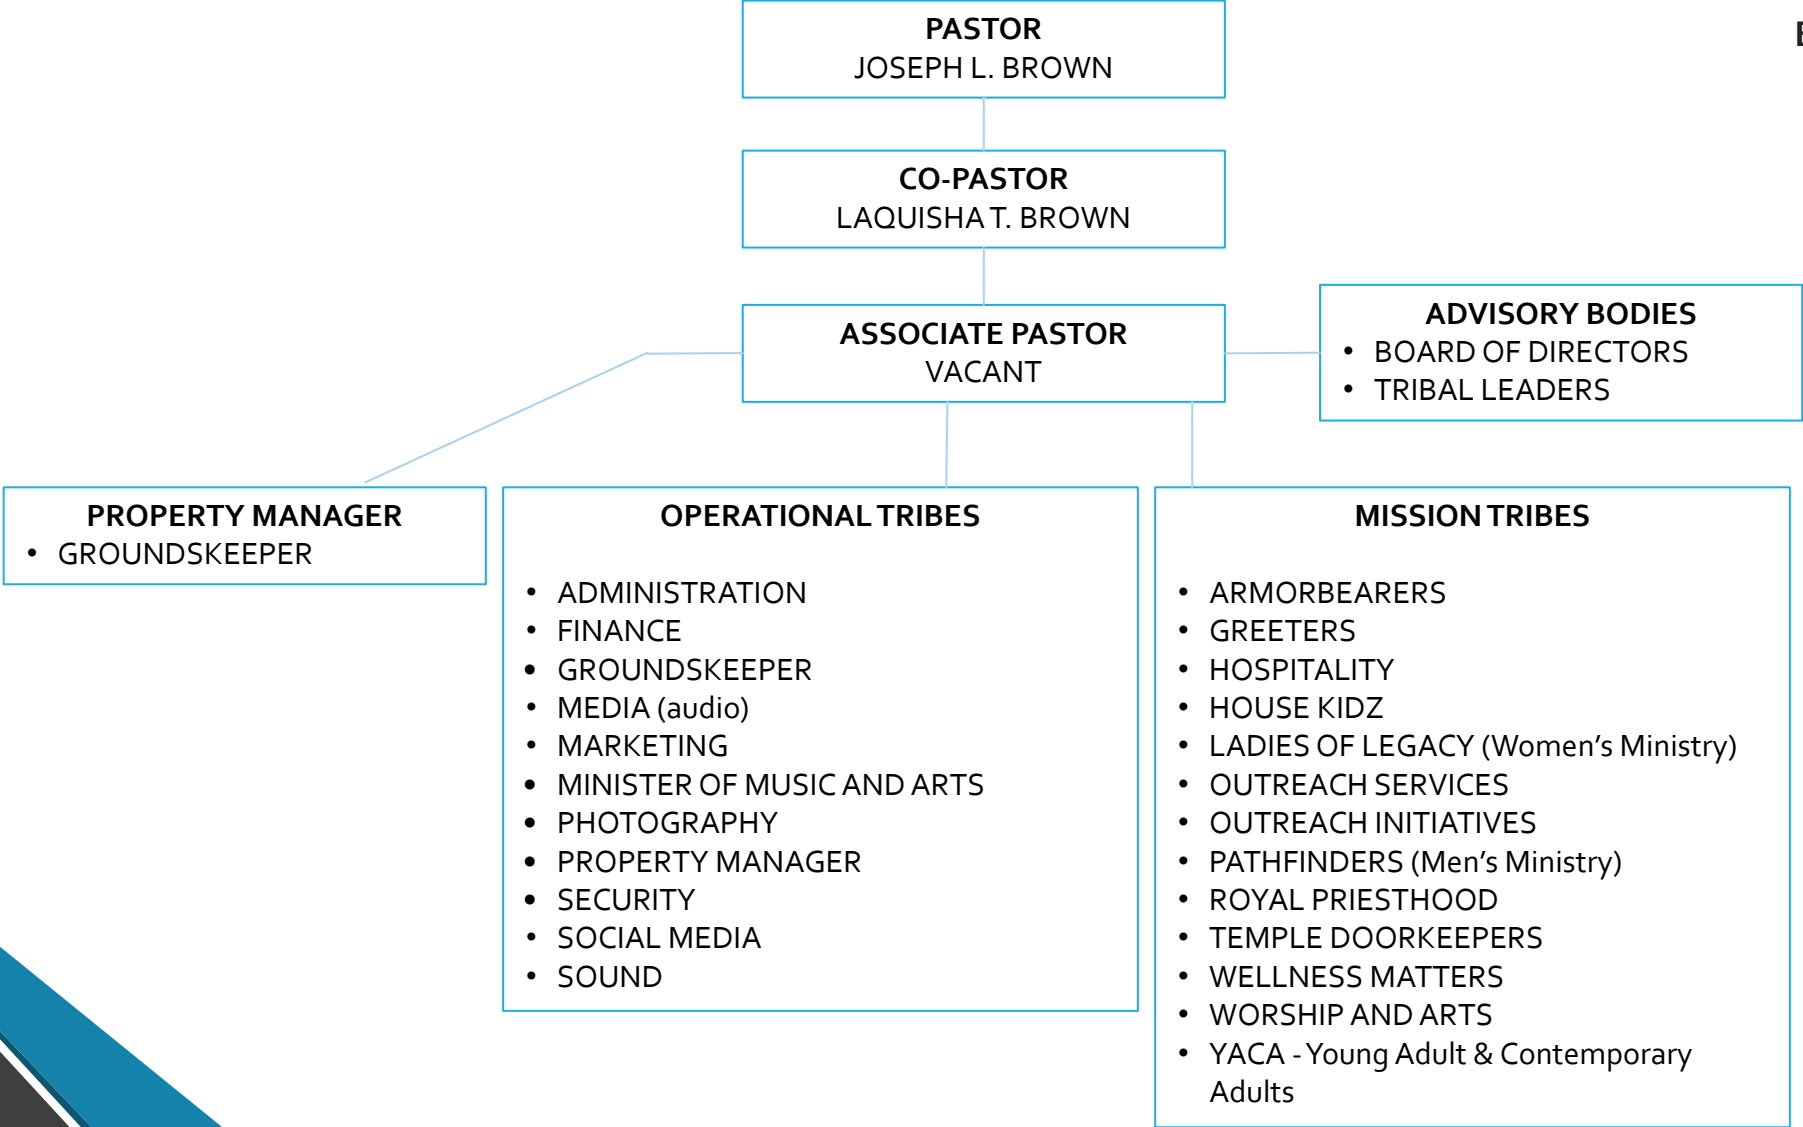 PASTOR
JOSEPH L. BROWN
CO-PASTOR
LAQUISHA T. BROWN
ASSOCIATE PASTOR
VACANT
ADVISORY BODIES
• BOARD OF DIRECTORS
• TRIBAL LEADERS
PROPERTY MANAGER
• GROUNDSKEEPER
OPERATIONAL TRIBES
• ADMINISTRATION
• FINANCE
• GROUNDSKEEPER
• MEDIA (audio)
• MARKETING
• MINISTER OF MUSIC AND ARTS
• PHOTOGRAPHY
• PROPERTY MANAGER
• SECURITY
• SOCIAL MEDIA
• SOUND
MISSION TRIBES
• ARMORBEARERS
• GREETERS
• HOSPITALITY
• HOUSE KIDZ
• LADIES OF LEGACY (Women’s Ministry)
• OUTREACH SERVICES
• OUTREACH INITIATIVES
• PATHFINDERS (Men’s Ministry)
• ROYAL PRIESTHOOD
• TEMPLE DOORKEEPERS
• WELLNESS MATTERS
• WORSHIP AND ARTS
• YACA - Young Adult & Contemporary
Adults